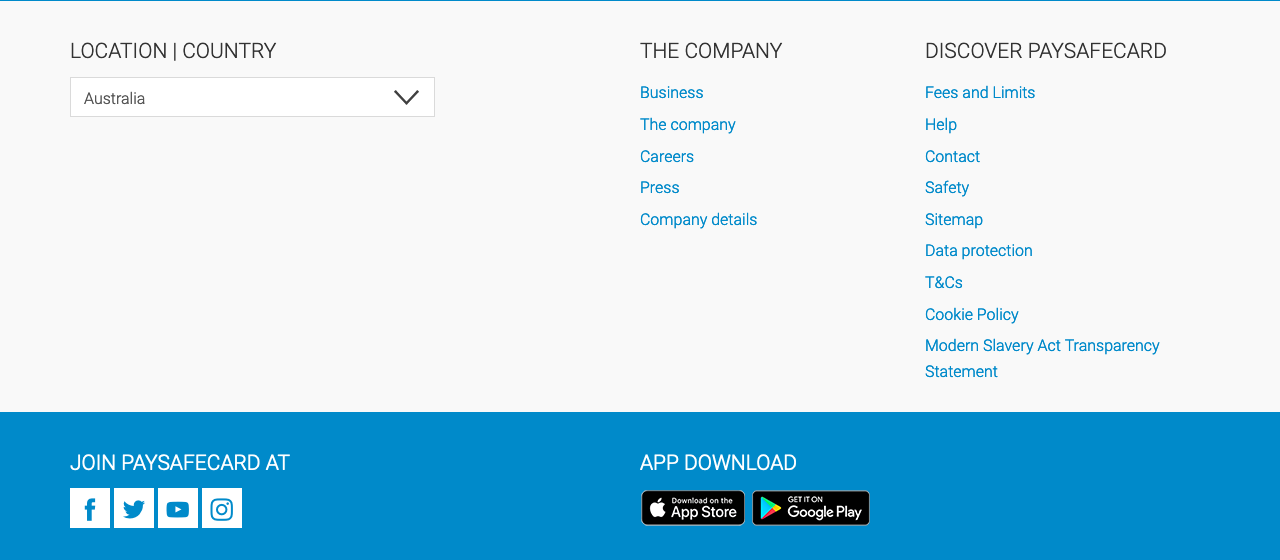 LOCATION | COUNTRY
Australia
THE COMPANY
Business
The company
Careers
Press
Company details
DISCOVER PAYSAFECARD
Fees and Limits
Help
Contact
Safety
Sitemap
Data protection
T&Cs
Cookie Policy
Modern Slavery Act Transparency
Statement
JOIN PAYSAFECARD AT
APP DOWNLOAD
Download on the
App Store
GET IT ON
Google Play